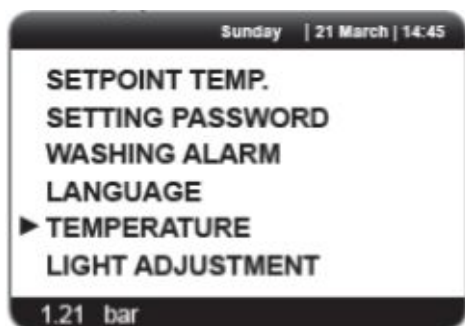 Sunday | 21 March | 14:45
SETPOINT TEMP.
SETTING PASSWORD
WASHING ALARM
LANGUAGE
TEMPERATURE
LIGHT ADJUSTMENT
1.21 bar